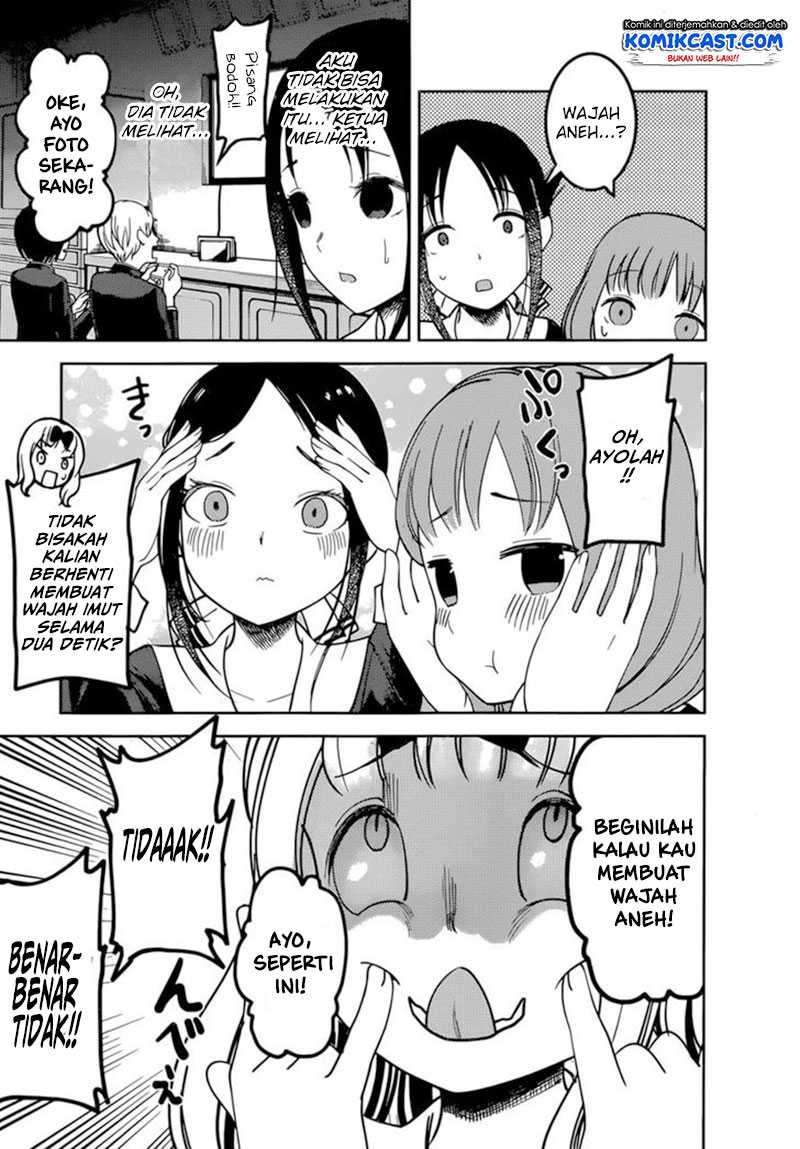 Komik ini diterjemahkan & diedit oleh
KOMIKCAST.COM
BUKAN WEB LAIN!!
WAJAH
ANEH...?
AKU
TIDAK BISA
MELAKUKAN
ITU... KETUA
MELIHAT...
Pisang
Bodoh!!
OH,
DIA TIDAK
MELIHAT...
OKE,
AYO
FOTO
SEKA-
RANG!
OH,
AYOLAH
!!
ぷくっ
きっ
TIDAK
BISAKAH
KALIAN
BERHENTI
MEMBUAT
WAJAH IMUT
SELAMA
DUA DETIK?
BEGINILAH
KALAU KAU
MEMBUAT
WAJAH
ANEH!
AYO,
SEPERTI
INI!
TIDAAAK!!
んべぇ
BENAR-
BENAR
TIDAK!!